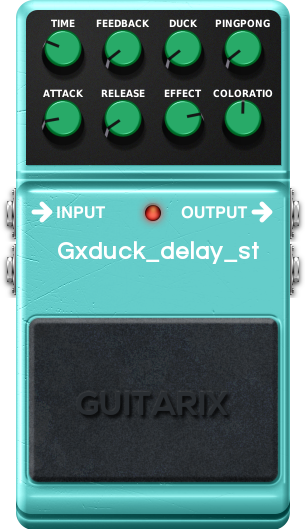 TIME FEEDBACK DUCK PINGPONG
ATTACK RELEASE EFFECT COLORATIO
INPUT OUTPUT
Gxduck_delay_st
GUITARIX